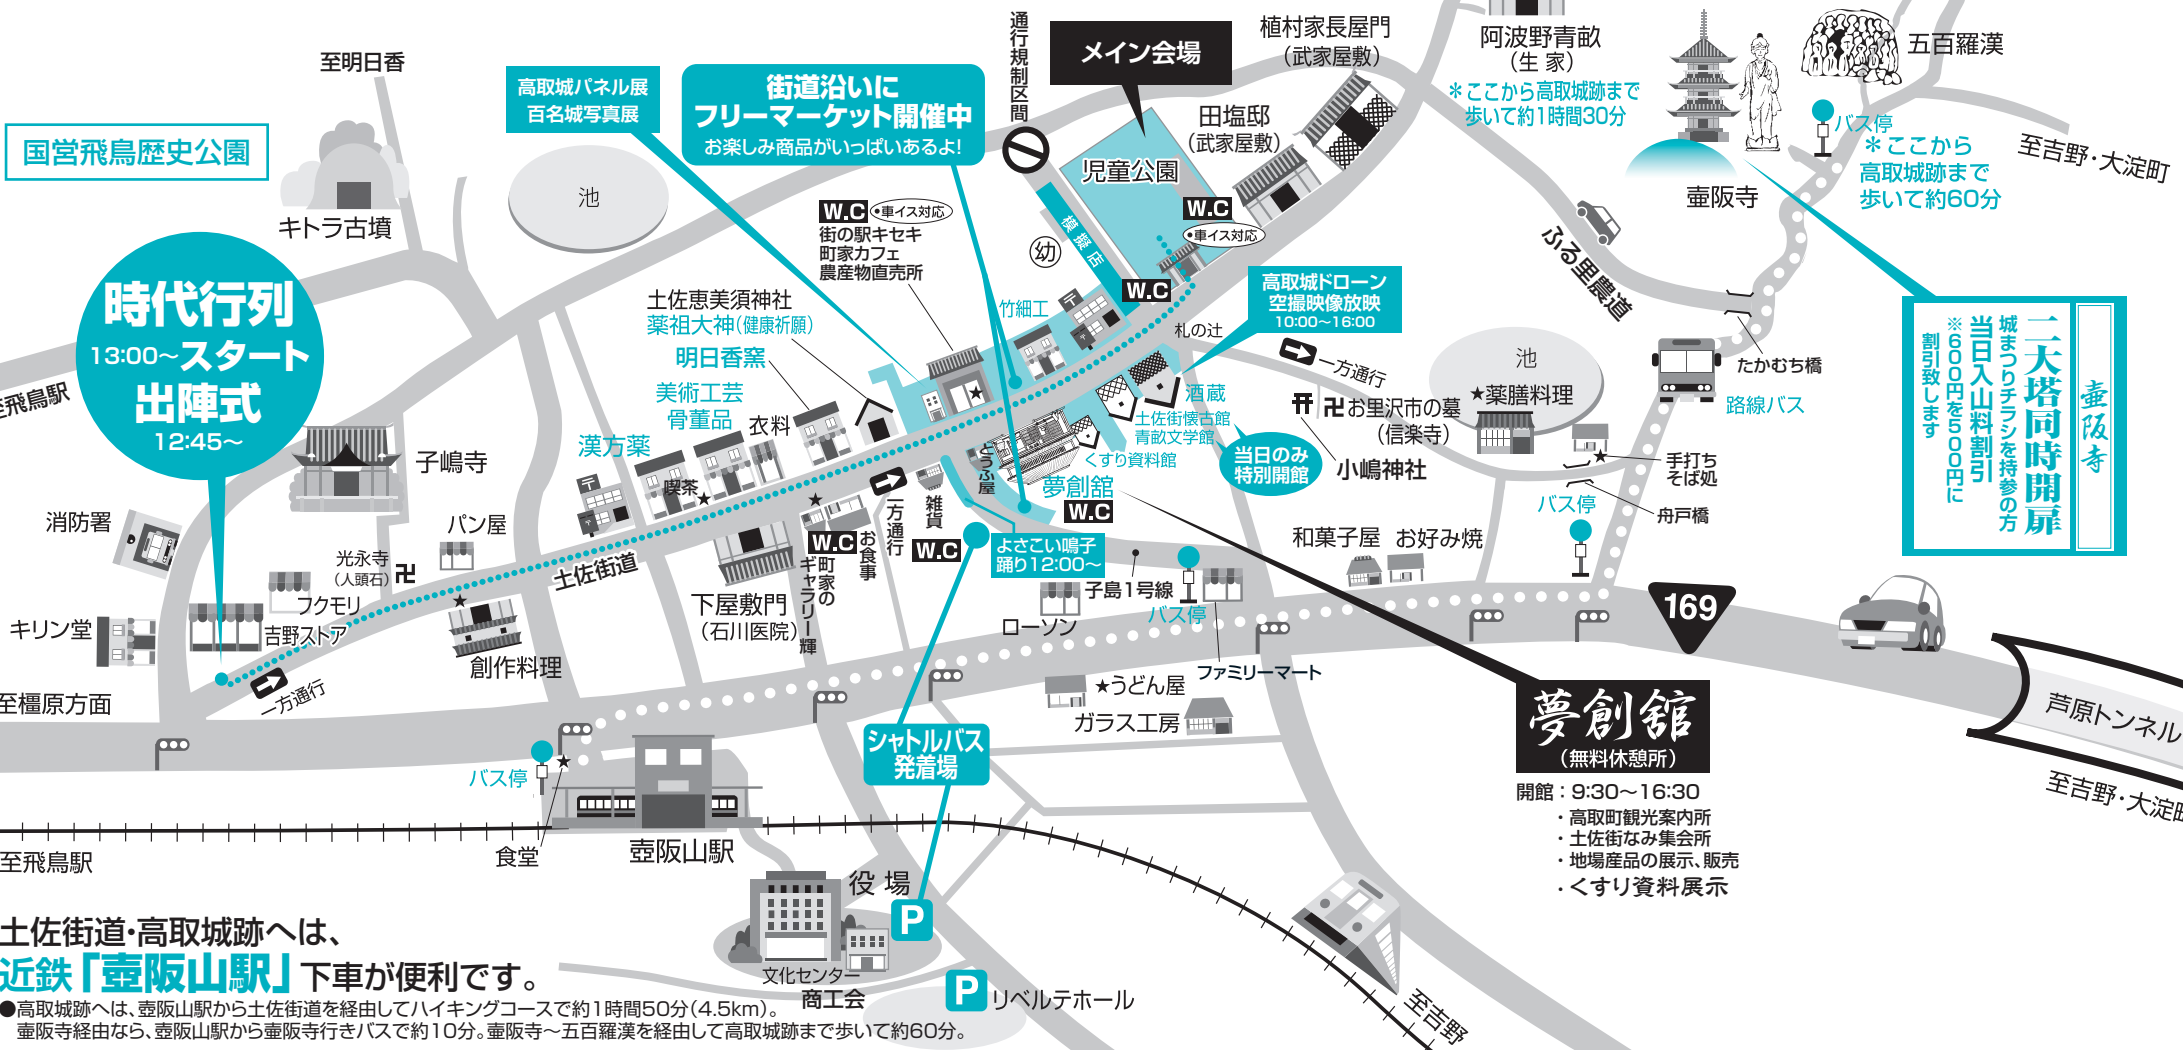 至明日香
国営飛鳥歴史公園
キトラ古墳
高取城パネル展
百名城写真展
池
街道沿いに
フリーマーケット開催中
お楽しみ商品がいっぱいあるよ!
通行規制区間
メイン会場
植村家長屋門
（武家屋敷）
田塩邸
（武家屋敷）
児童公園
W.C
•車イス対応
模擬店
幼
W.C
W.C
•車イス対応
街の駅キセキ
町家カフェ
農産物直売所
阿波野青畝
（生 家）
＊ここから高取城跡まで
歩いて約1時間30分
五百羅漢
バス停
＊ここから
高取城跡まで
歩いて約60分
至吉野・大淀町
壷阪寺
ふる里農道
壷阪寺
二大塔同時開扉
城まつりチラシを持参の方
当日入山料割引
※600円を500円に
割引致します
時代行列
13:00～スタート
出陣式
12:45～
至飛鳥駅
土佐恵美須神社
薬祖大神（健康祈願）
明日香窯
美術工芸
骨董品
衣料
漢方薬
喫茶★
竹細工
〒
〒
★
札の辻
高取城ドローン
空撮映像放映
10:00～16:00
一方通行
池
★薬膳料理
たかむち橋
路線バス
酒蔵
土佐街懐古館
青畝文学館
くすり資料館
当日のみ
特別開館
卍お里沢市の墓
（信楽寺）
小嶋神社
★
手打ち
そば処
舟戸橋
バス停
とうふ屋
夢創舘
W.C
雑貨
一方通行
W.C
よさこい鳴子
踊り12:00～
子島1号線
バス停
和菓子屋
お好み焼
169
子嶋寺
消防署
光永寺
（人頭石）
卍
パン屋
フクモリ
吉野ストア
キリン堂
★
創作料理
土佐街道
一方通行
至橿原方面
下屋敷門
（石川医院）
★
W.C
お食事
町家の
ギャラリー輝
ローソン
ファミリーマート
★うどん屋
ガラス工房
シャトルバス
発着場
夢創舘
（無料休憩所）
開館：9:30～16:30
・高取町観光案内所
・土佐街なみ集会所
・地場産品の展示、販売
・くすり資料展示
芦原トンネル
至吉野・大淀町
バス停
★
食堂
壺阪山駅
至飛鳥駅
役 場
P
文化センター
商工会
P
リベルテホール
至吉野
土佐街道・高取城跡へは、
近鉄「壺阪山駅」下車が便利です。
●高取城跡へは、壺阪山駅から土佐街道を経由してハイキングコースで約1時間50分（4.5km）。
壷阪寺経由なら、壺阪山駅から壷阪寺行きバスで約10分。壷阪寺～五百羅漢を経由して高取城跡まで歩いて約60分。